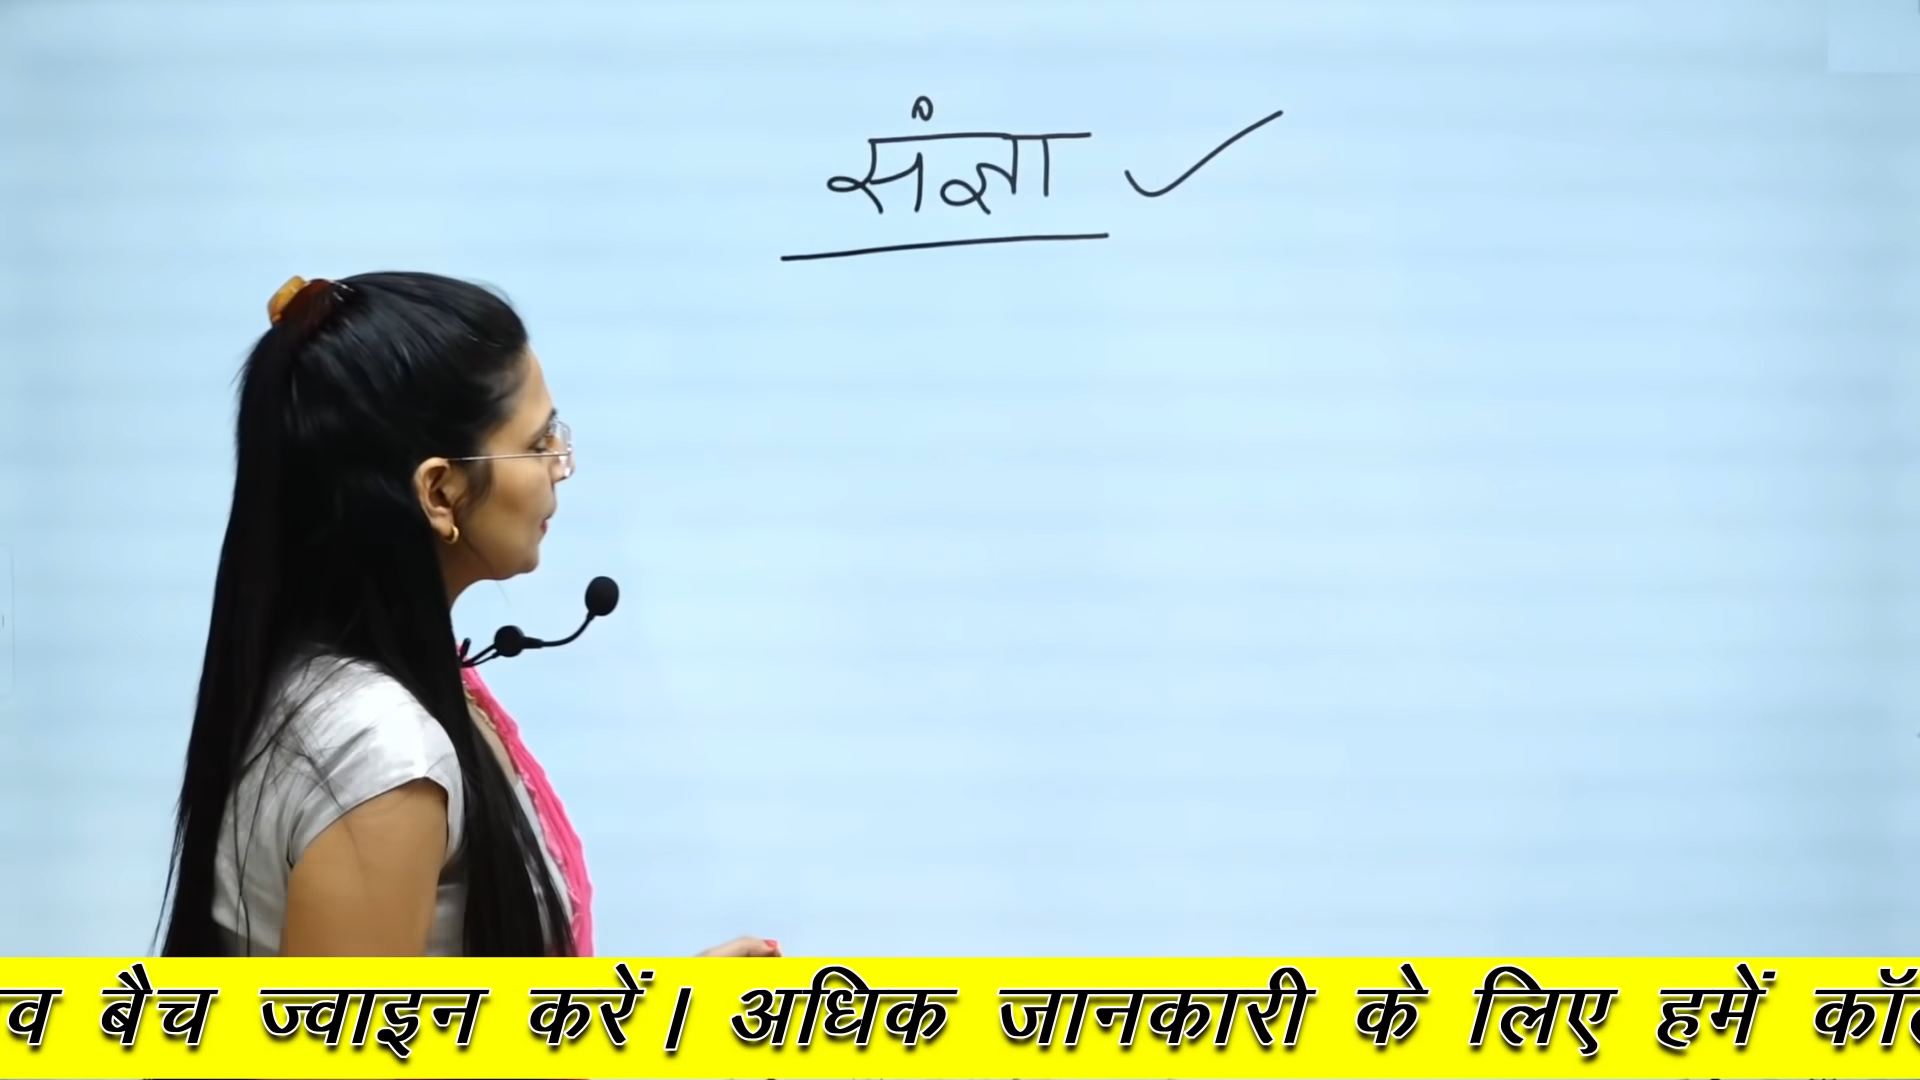 संज्ञा
बैच ज्वाइन करें। अधिक जानकारी के लिए हमें